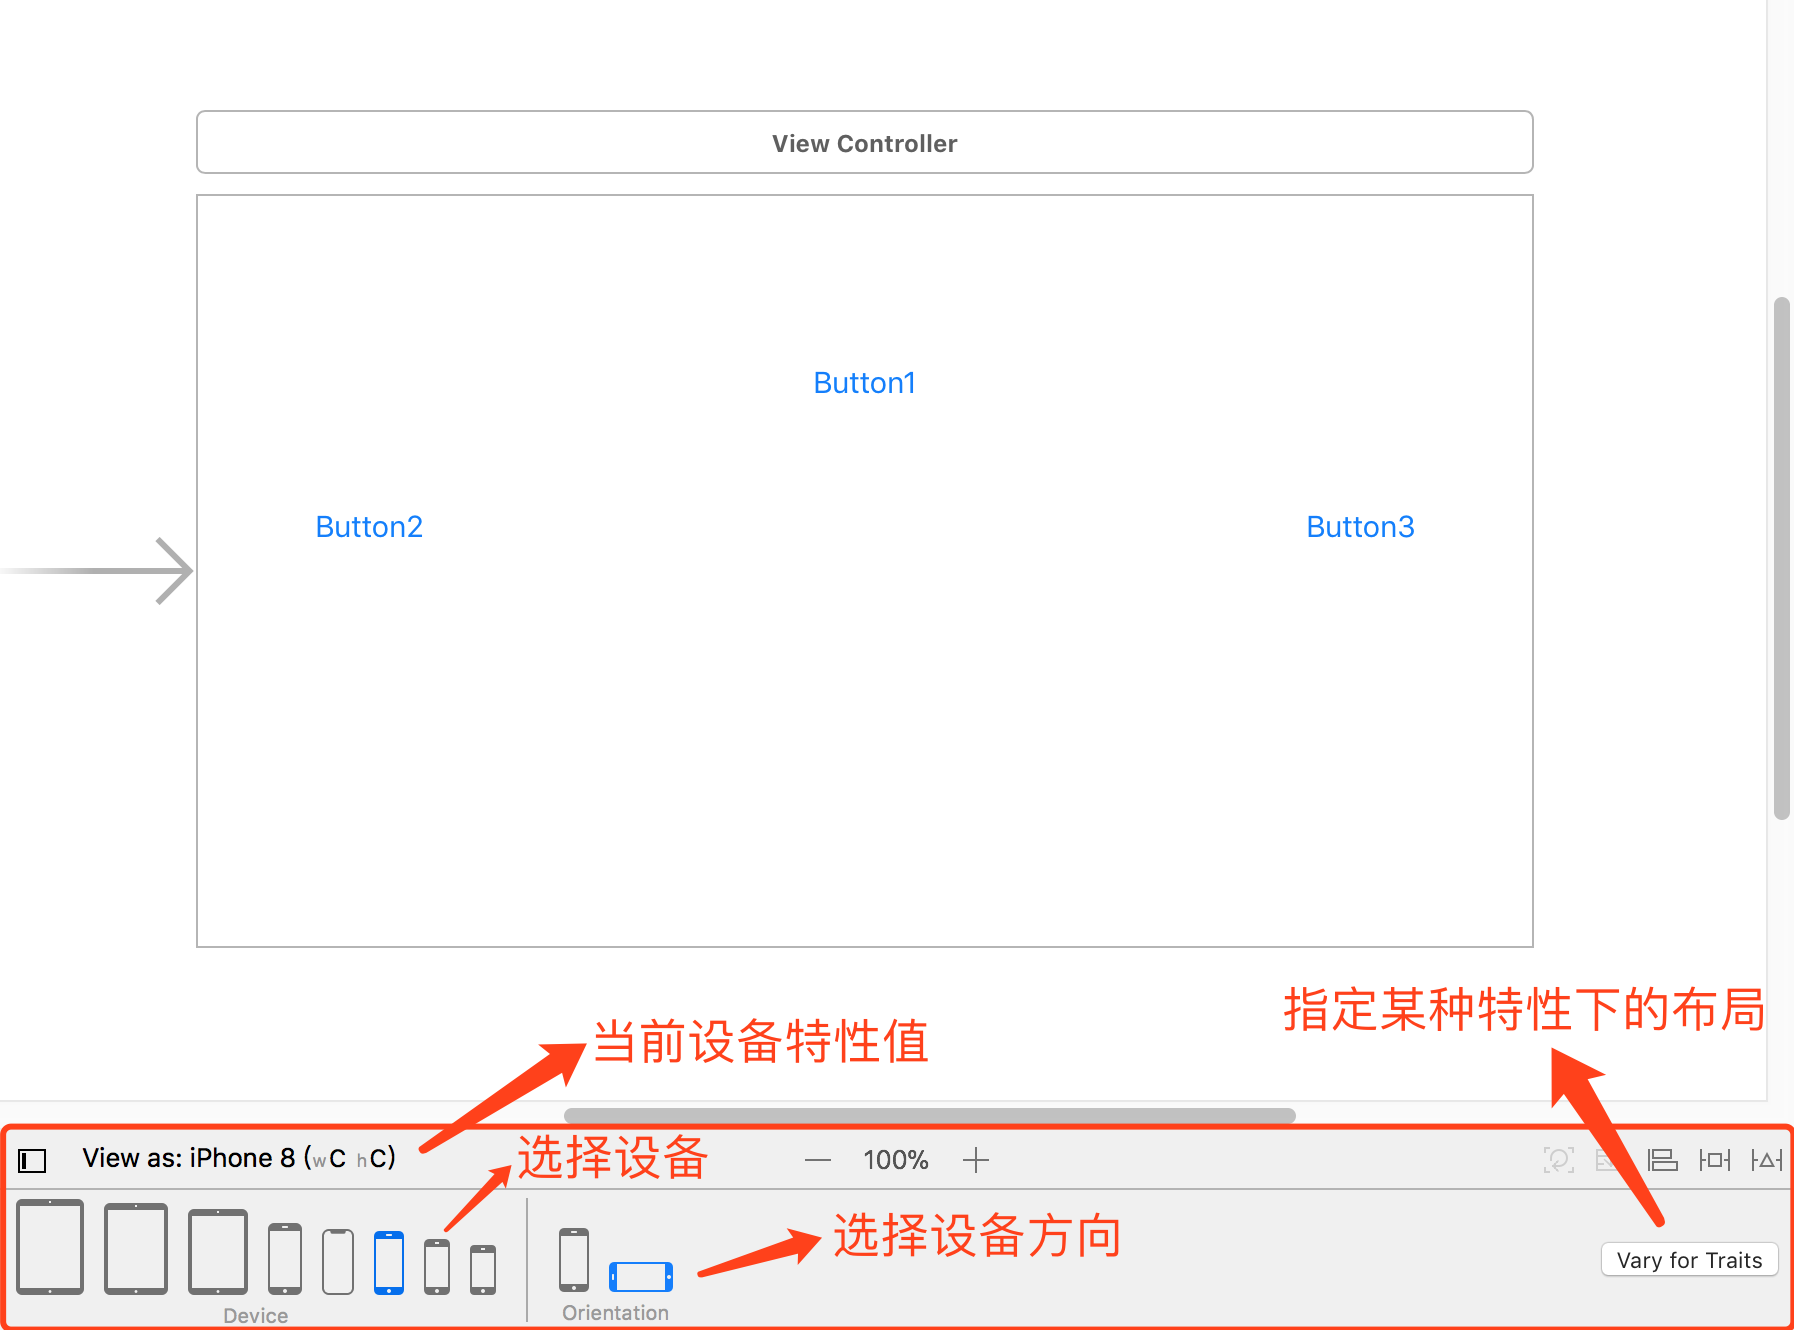 View Controller
Button1
Button2
Button3
指定某种特性下的布局
当前设备特性值
View as: iPhone 8 (wC hC)
选择设备
100%
选择设备方向
Vary for Traits
Device
Orientation